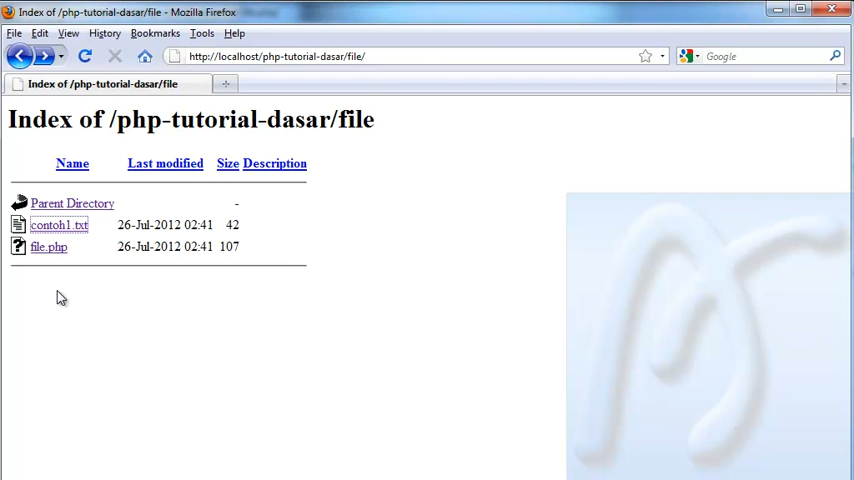 Index of /php-tutorial-dasar/file - Mozilla Firefox
File Edit View History Bookmarks Tools Help
http://localhost/php-tutorial-dasar/file/
Google
Index of /php-tutorial-dasar/file
Index of /php-tutorial-dasar/file
Name Last modified Size Description
Parent Directory -
contoh1.txt 26-Jul-2012 02:41 42
file.php 26-Jul-2012 02:41 107